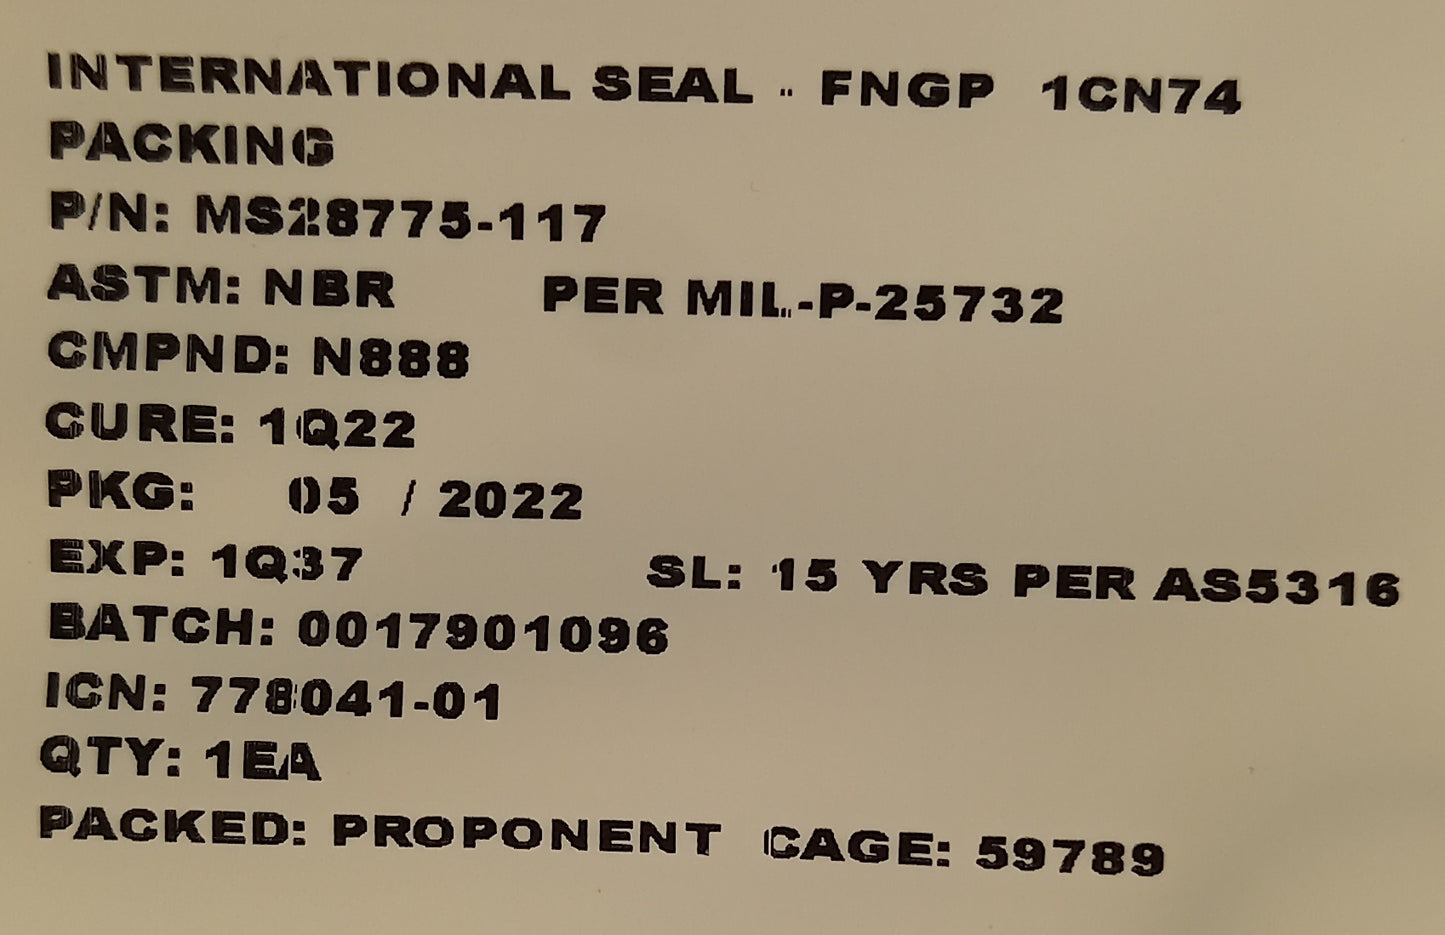 INTERNATIONAL SEAL - FNGP 1CN74
PACKING
P/N: MS28775-117
ASTM: NBR PER MIL-P-25732
CMPND: N888
CURE: 1Q22
PKG: 05 / 2022
EXP: 1Q37 SL: 15 YRS PER AS5316
BATCH: 0017901096
ICN: 778041-01
QTY: 1EA
PACKED: PROPONENT CAGE: 59789